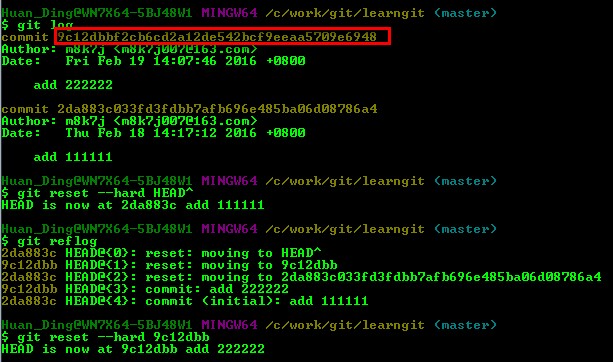 Huan_Ding@WN7X64-5BJ48W1 MINGW64 /c/work/git/learngit (master)
$ git log
commit 9c12dbbf2cb6cd2a12de542bcf9eeaa5709e6948
Author: m8k7j <m8k7j007@163.com>
Date:   Fri Feb 19 14:07:46 2016 +0800

    add 222222

commit 2da883c033fd3fdbb7afb696e485ba06d08786a4
Author: m8k7j <m8k7j007@163.com>
Date:   Thu Feb 18 14:17:12 2016 +0800

    add 111111

Huan_Ding@WN7X64-5BJ48W1 MINGW64 /c/work/git/learngit (master)
$ git reset --hard HEAD^
HEAD is now at 2da883c add 111111

Huan_Ding@WN7X64-5BJ48W1 MINGW64 /c/work/git/learngit (master)
$ git reflog
2da883c HEAD@{0}: reset: moving to HEAD^
9c12dbb HEAD@{1}: reset: moving to 9c12dbb
2da883c HEAD@{2}: reset: moving to 2da883c033fd3fdbb7afb696e485ba06d08786a4
9c12dbb HEAD@{3}: commit: add 222222
2da883c HEAD@{4}: commit (initial): add 111111

Huan_Ding@WN7X64-5BJ48W1 MINGW64 /c/work/git/learngit (master)
$ git reset --hard 9c12dbb
HEAD is now at 9c12dbb add 222222